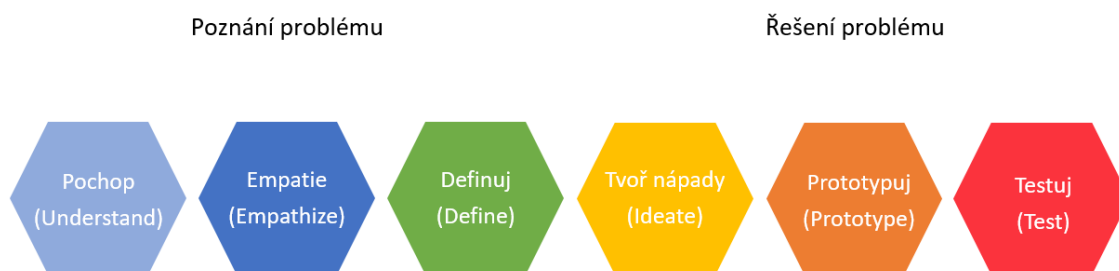 Poznání problému
Řešení problému
Pochop
(Understand)
Empatie
(Empathize)
Definuj
(Define)
Tvoř nápady
(Ideate)
Prototypuj
(Prototype)
Testuj
(Test)